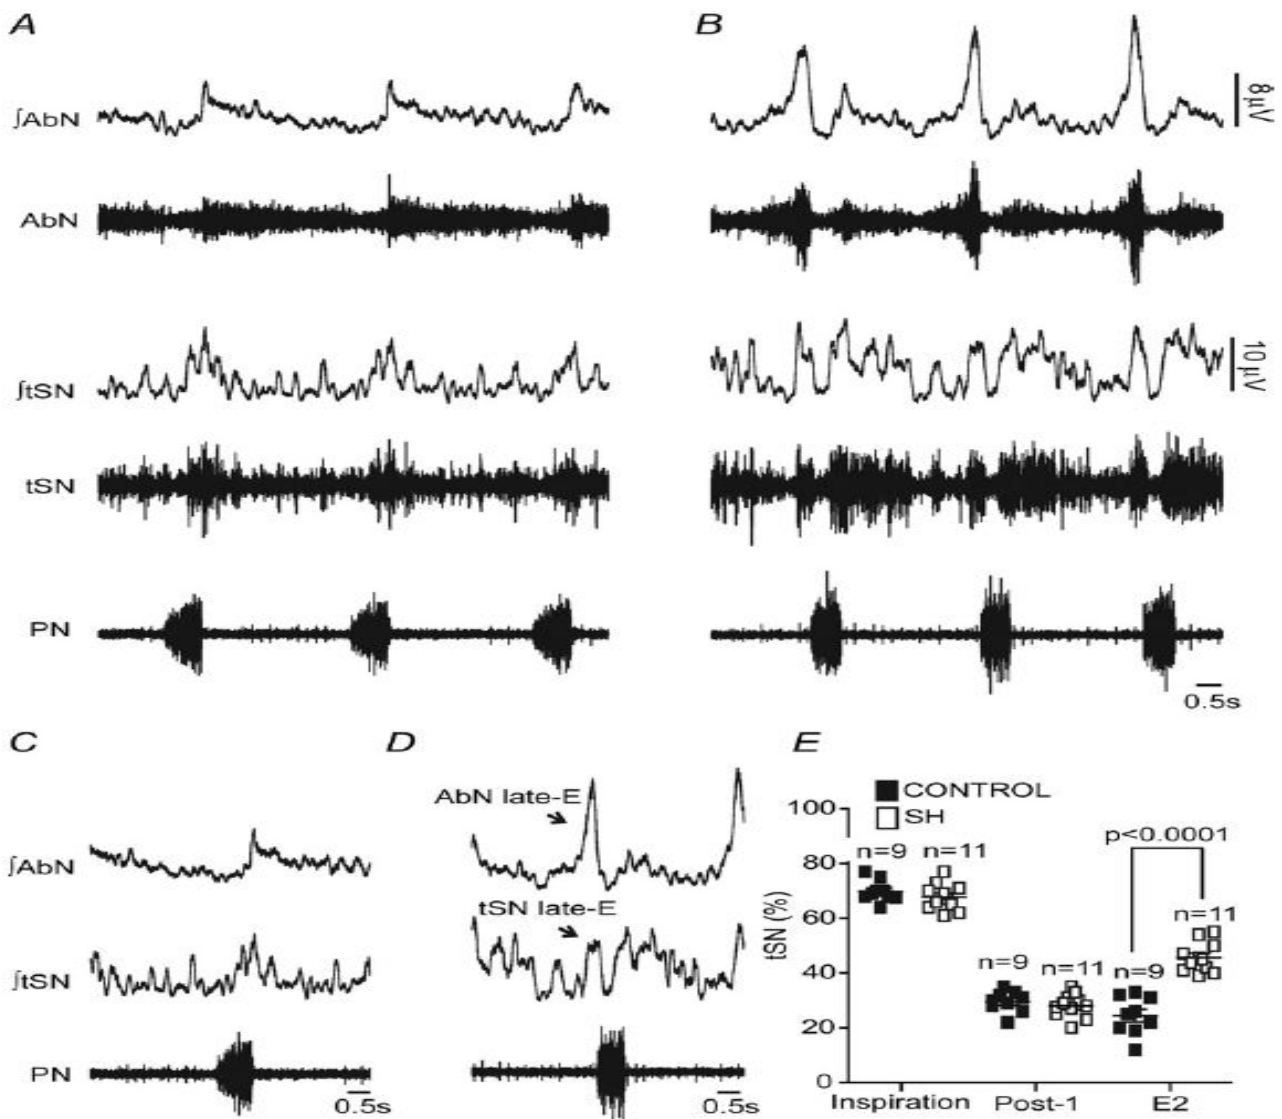 A
B
∫AbN
8μV
AbN
∫tSN
10μV
tSN
PN
0.5s
C
D
E
AbN late-E
∫AbN
tSN late-E
∫tSN
PN
0.5s
0.5s
CONTROL
SH
p<0.0001
n=9 n=11
n=9 n=11 n=9 n=11
tSN (%)
100
80
60
40
20
0
Inspiration Post-1 E2